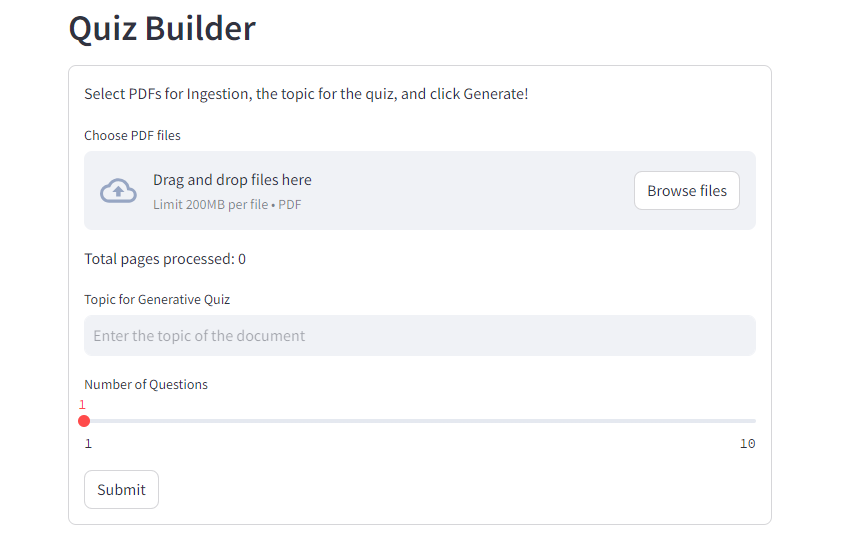 Quiz Builder
Select PDFs for Ingestion, the topic for the quiz, and click Generate!
Choose PDF files
Drag and drop files here
Limit 200MB per file • PDF
Browse files
Total pages processed: 0
Topic for Generative Quiz
Enter the topic of the document
Number of Questions
1
1
10
Submit